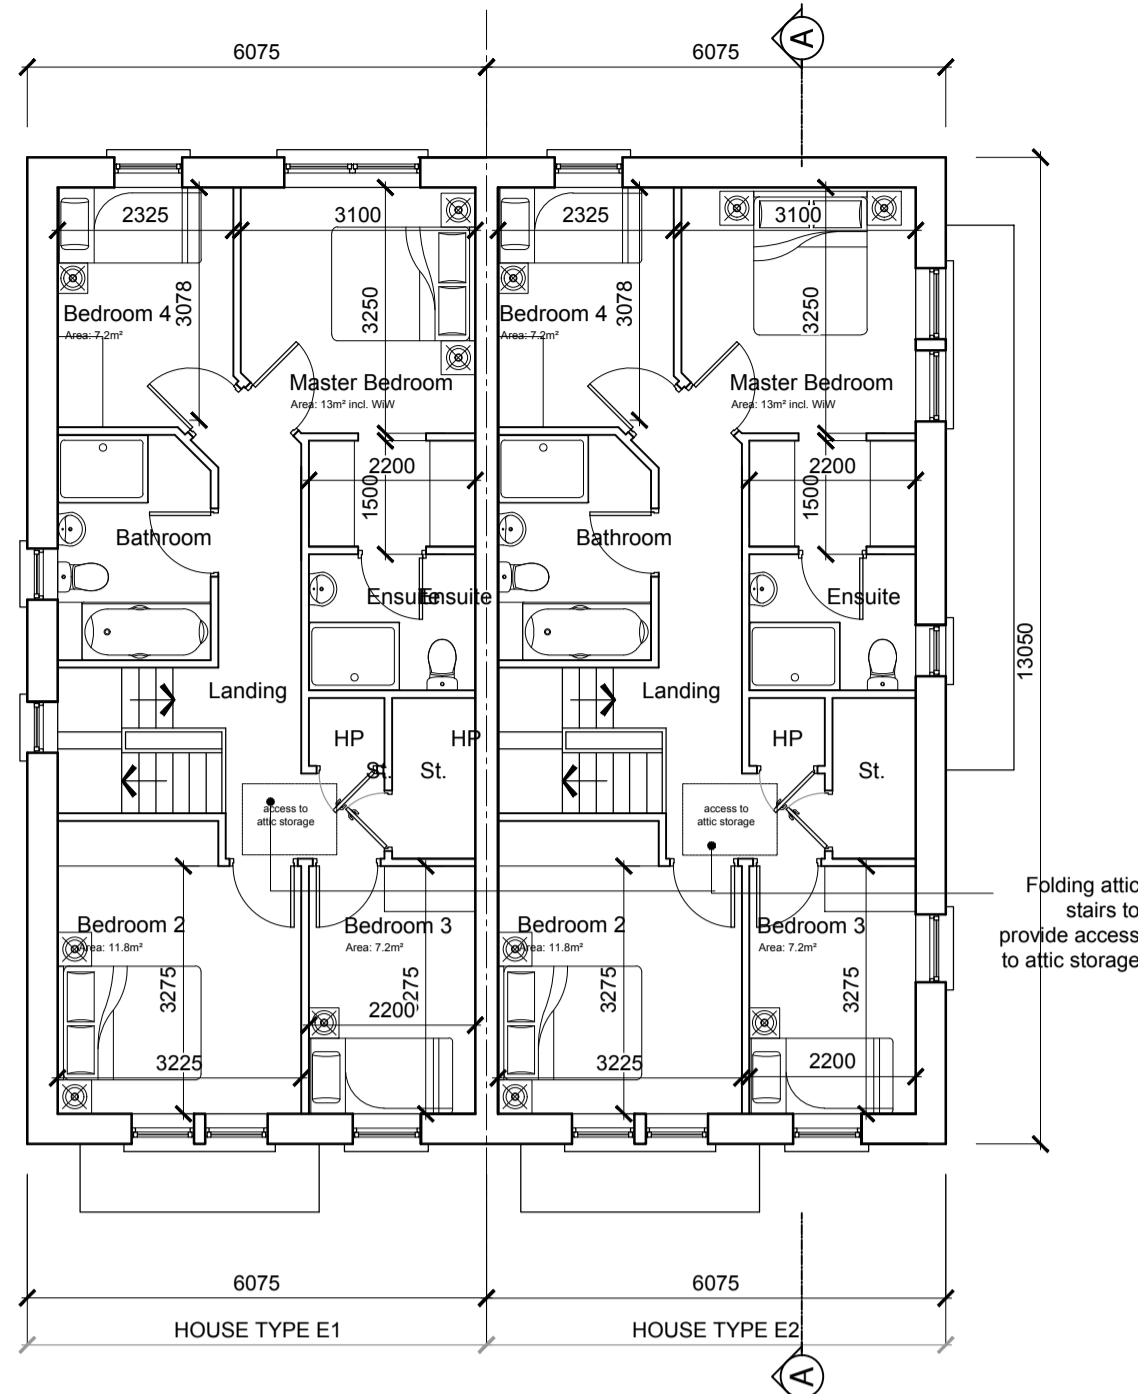 A
6075
6075
2325
3100
2325
3100
3078
3250
3078
3250
Bedroom 4
Area: 7.2m²
Bedroom 4
Area: 7.2m²
Master Bedroom
Area: 13m² incl. WiW
Master Bedroom
Area: 13m² incl. WiW
2200
2200
1500
1500
Bathroom
Bathroom
Ensuite
Ensuite
Ensuite
13050
Landing
Landing
HP
HP
HP
St.
St.
St.
access to
attic storage
access to
attic storage
Folding attic
stairs to
provide access
to attic storage
Bedroom 2
Area: 11.8m²
Bedroom 3
Area: 7.2m²
Bedroom 2
Area: 11.8m²
Bedroom 3
Area: 7.2m²
3275
3275
3275
3275
2200
3225
3225
2200
6075
6075
HOUSE TYPE E1
HOUSE TYPE E2
A